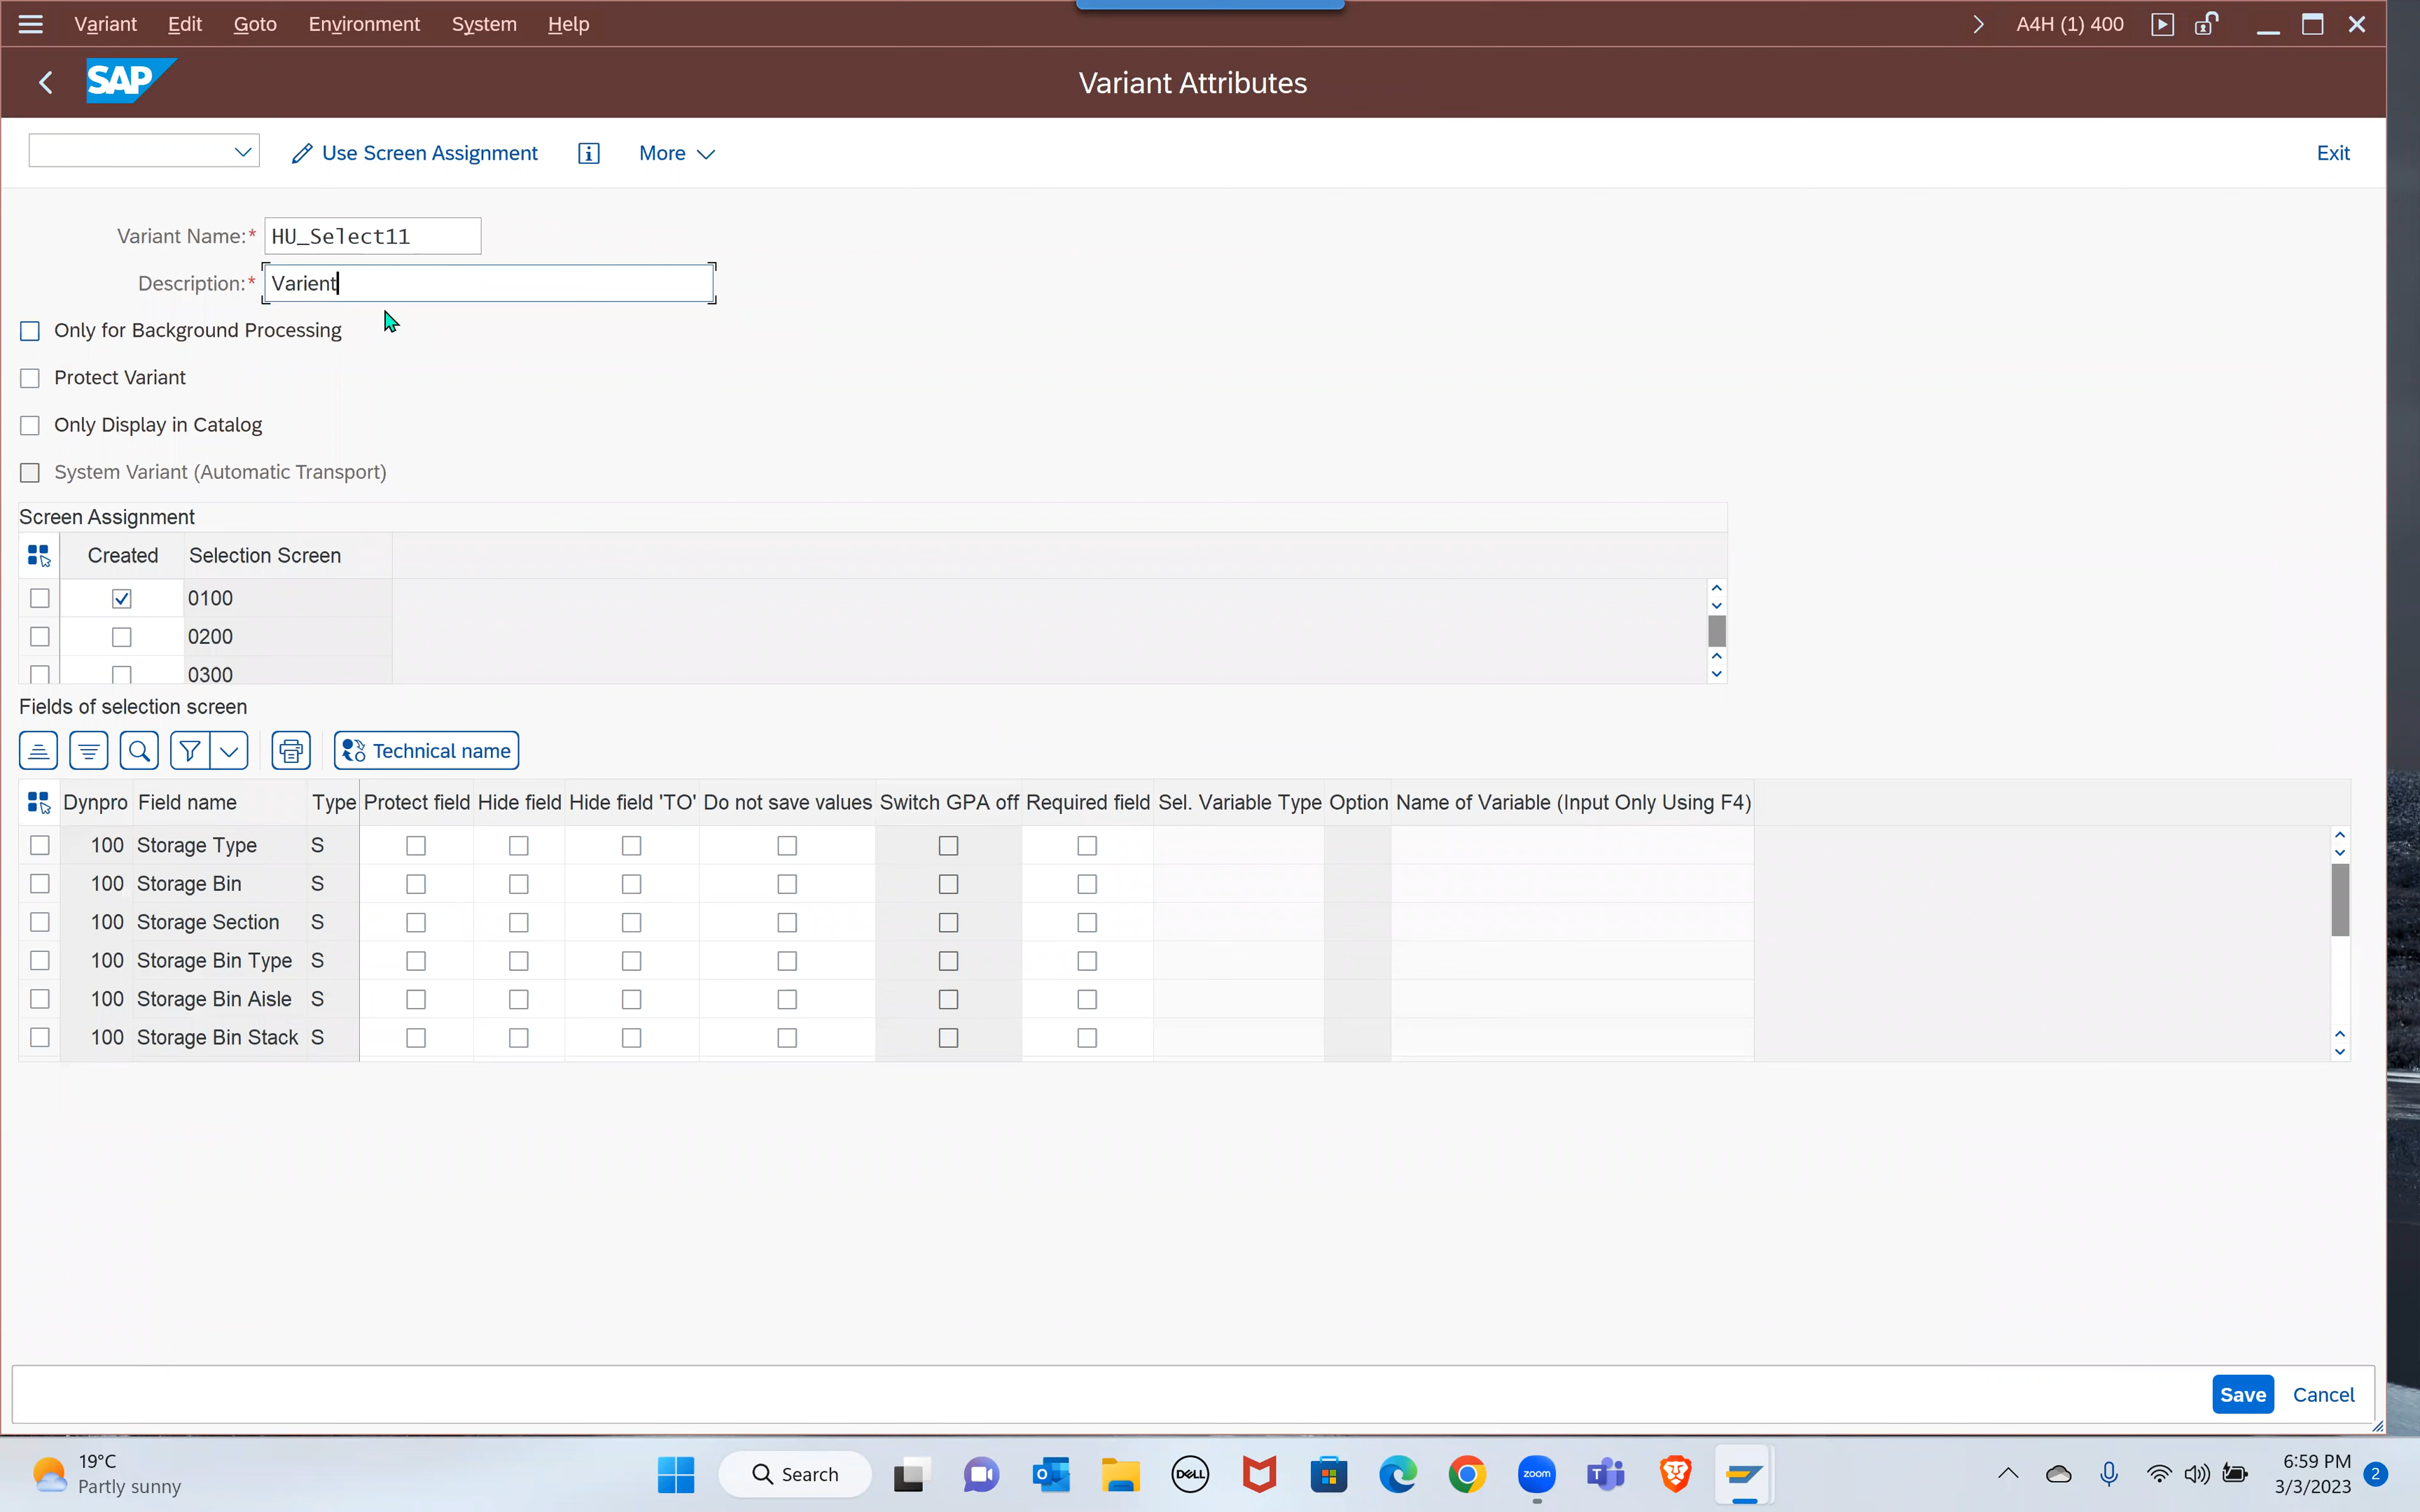 Variant Edit Goto Environment System Help A4H (1) 400
SAP Variant Attributes
Use Screen Assignment More Exit
Variant Name:* HU_Select11
Description:* Varient
Only for Background Processing
Protect Variant
Only Display in Catalog
System Variant (Automatic Transport)
Screen Assignment
Created Selection Screen
0100
0200
0300
Fields of selection screen
Technical name
Dynpro Field name Type Protect field Hide field Hide field 'TO' Do not save values Switch GPA off Required field Sel. Variable Type Option Name of Variable (Input Only Using F4)
100 Storage Type S
100 Storage Bin S
100 Storage Section S
100 Storage Bin Type S
100 Storage Bin Aisle S
100 Storage Bin Stack S
Save Cancel
19°C
Partly sunny
Search
DELL
zoom
6:59 PM
3/3/2023
2